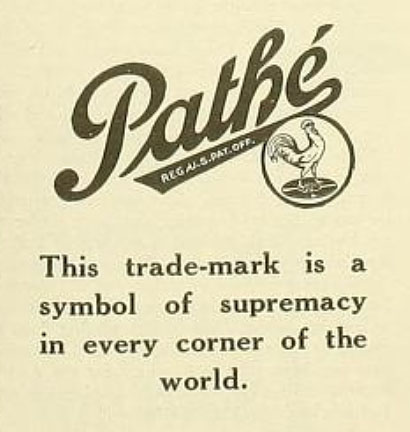 Pathé
REG. U.S. PAT. OFF.
This trade-mark is a
symbol of supremacy
in every corner of the
world.